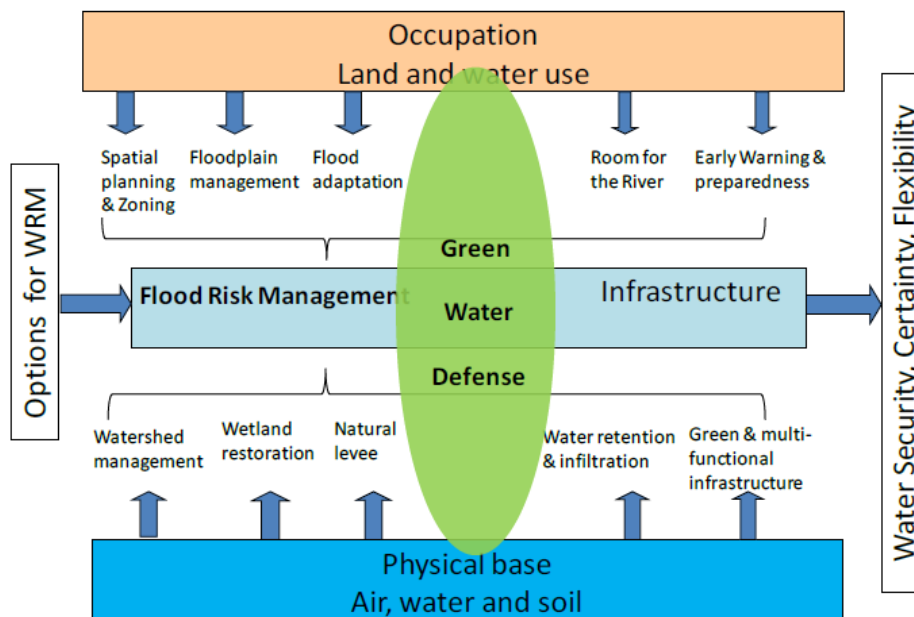 Occupation
Land and water use
Spatial
planning
& Zoning
Floodplain
management
Flood
adaptation
Room for
the River
Early Warning &
preparedness
Options for WRM
Green
Flood Risk Management
Water
Infrastructure
Defense
Water Security, Certainty, Flexibility
Watershed
management
Wetland
restoration
Natural
levee
Water retention
& infiltration
Green & multi-
functional
infrastructure
Physical base
Air, water and soil